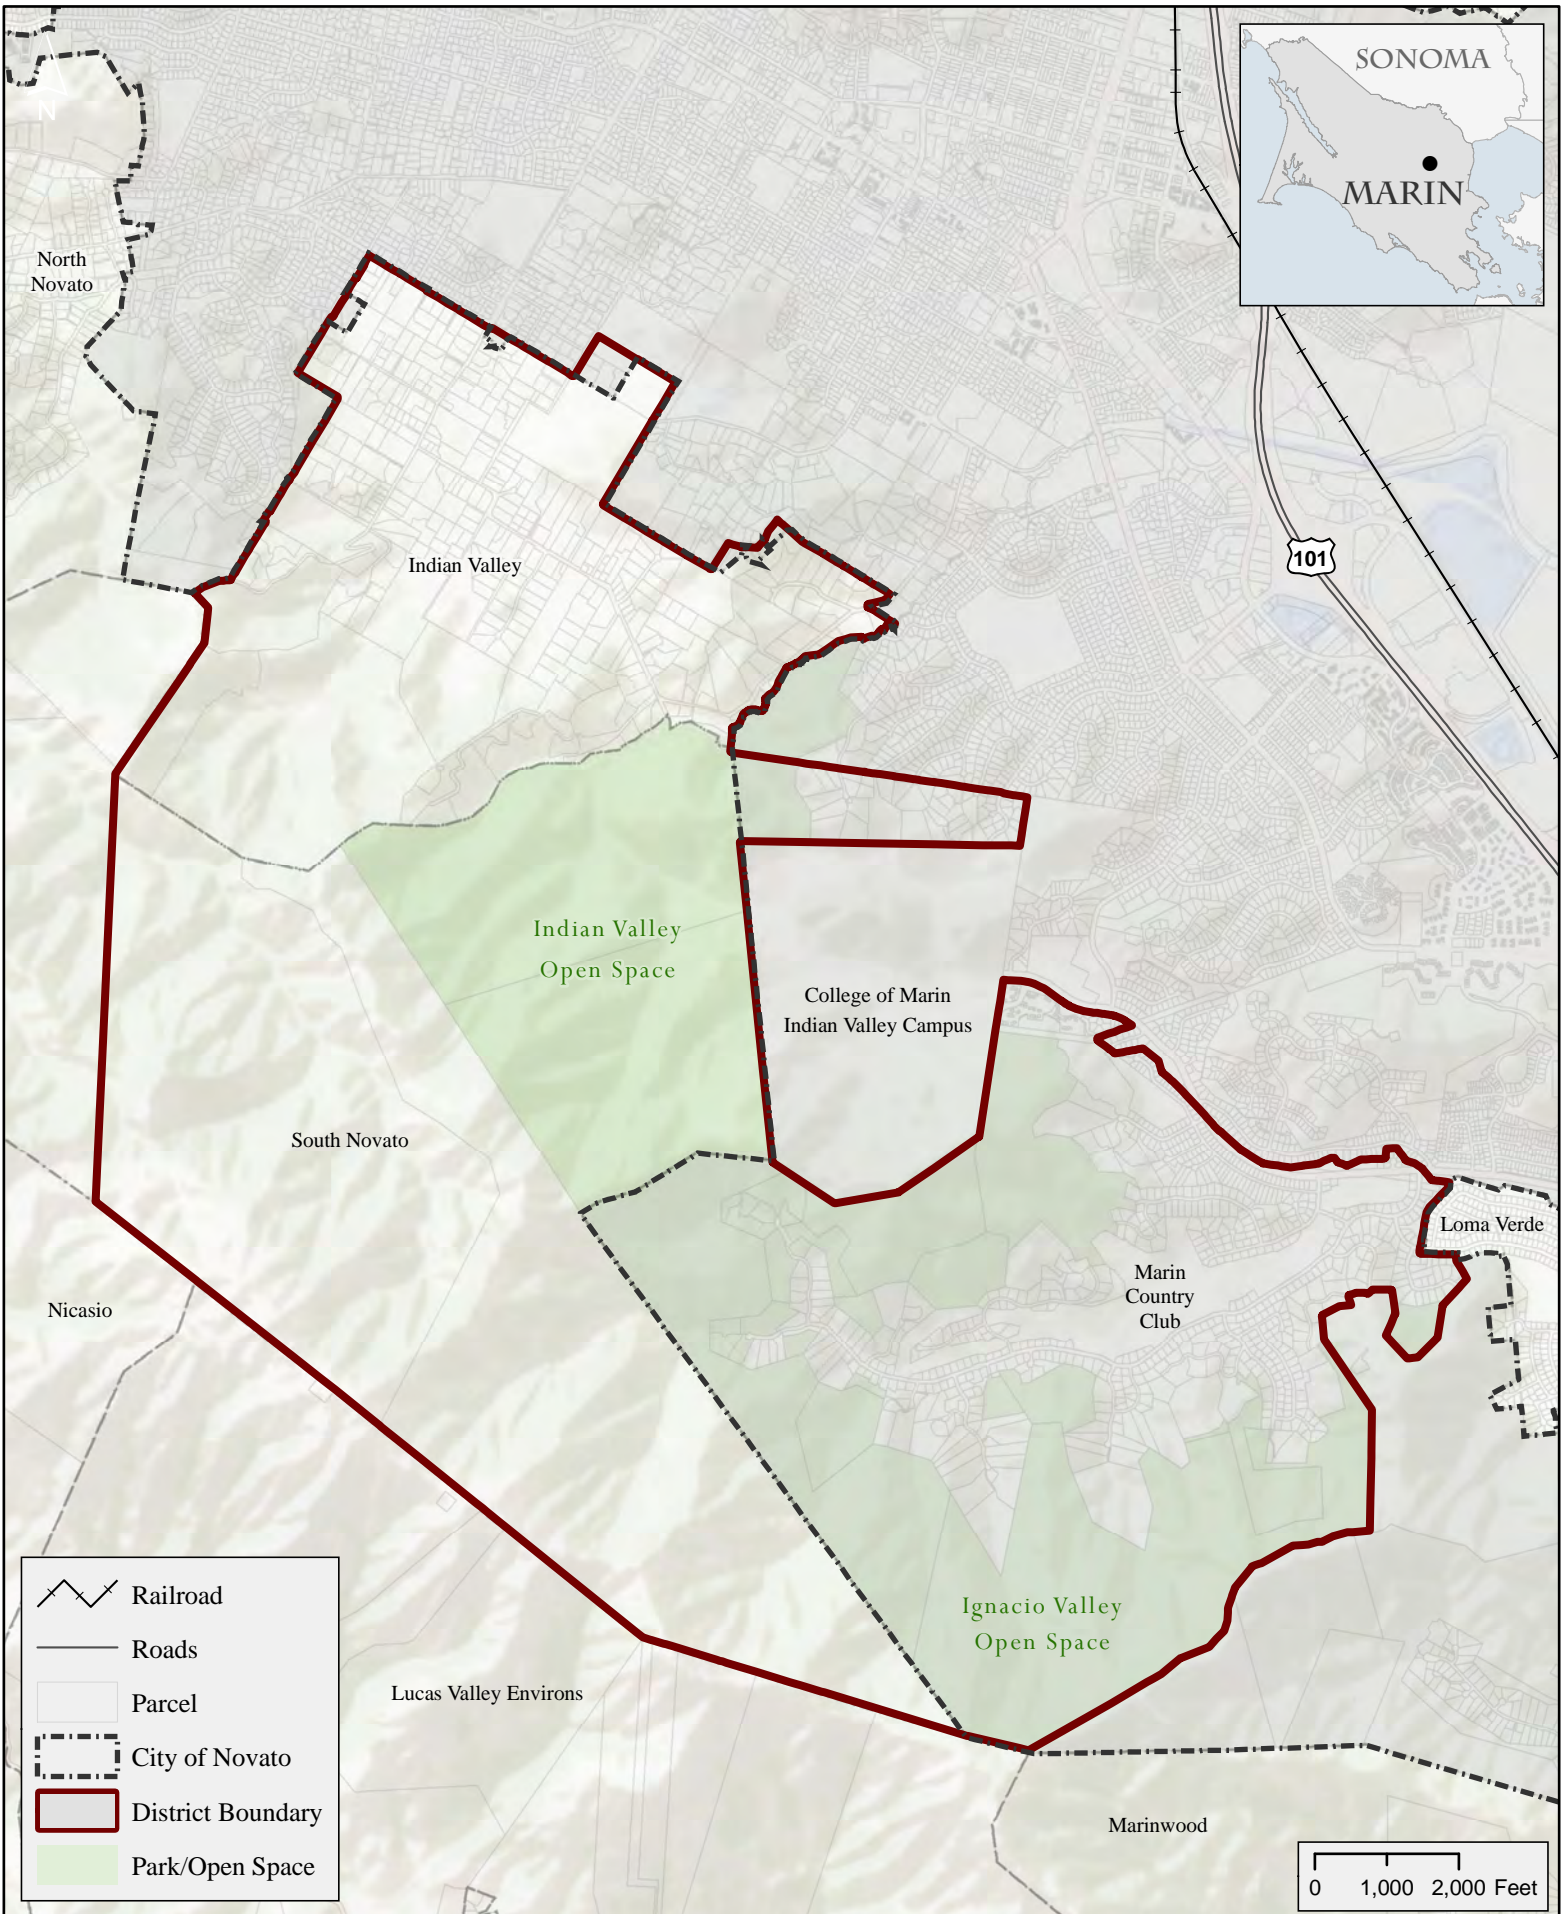 SONOMA
MARIN
N
North
Novato
101
Indian Valley
Indian Valley
Open Space
College of Marin
Indian Valley Campus
South Novato
Loma Verde
Marin
Country
Club
Nicasio
Ignacio Valley
Open Space
Lucas Valley Environs
Marinwood
Railroad
Roads
Parcel
City of Novato
District Boundary
Park/Open Space
0 1,000 2,000 Feet